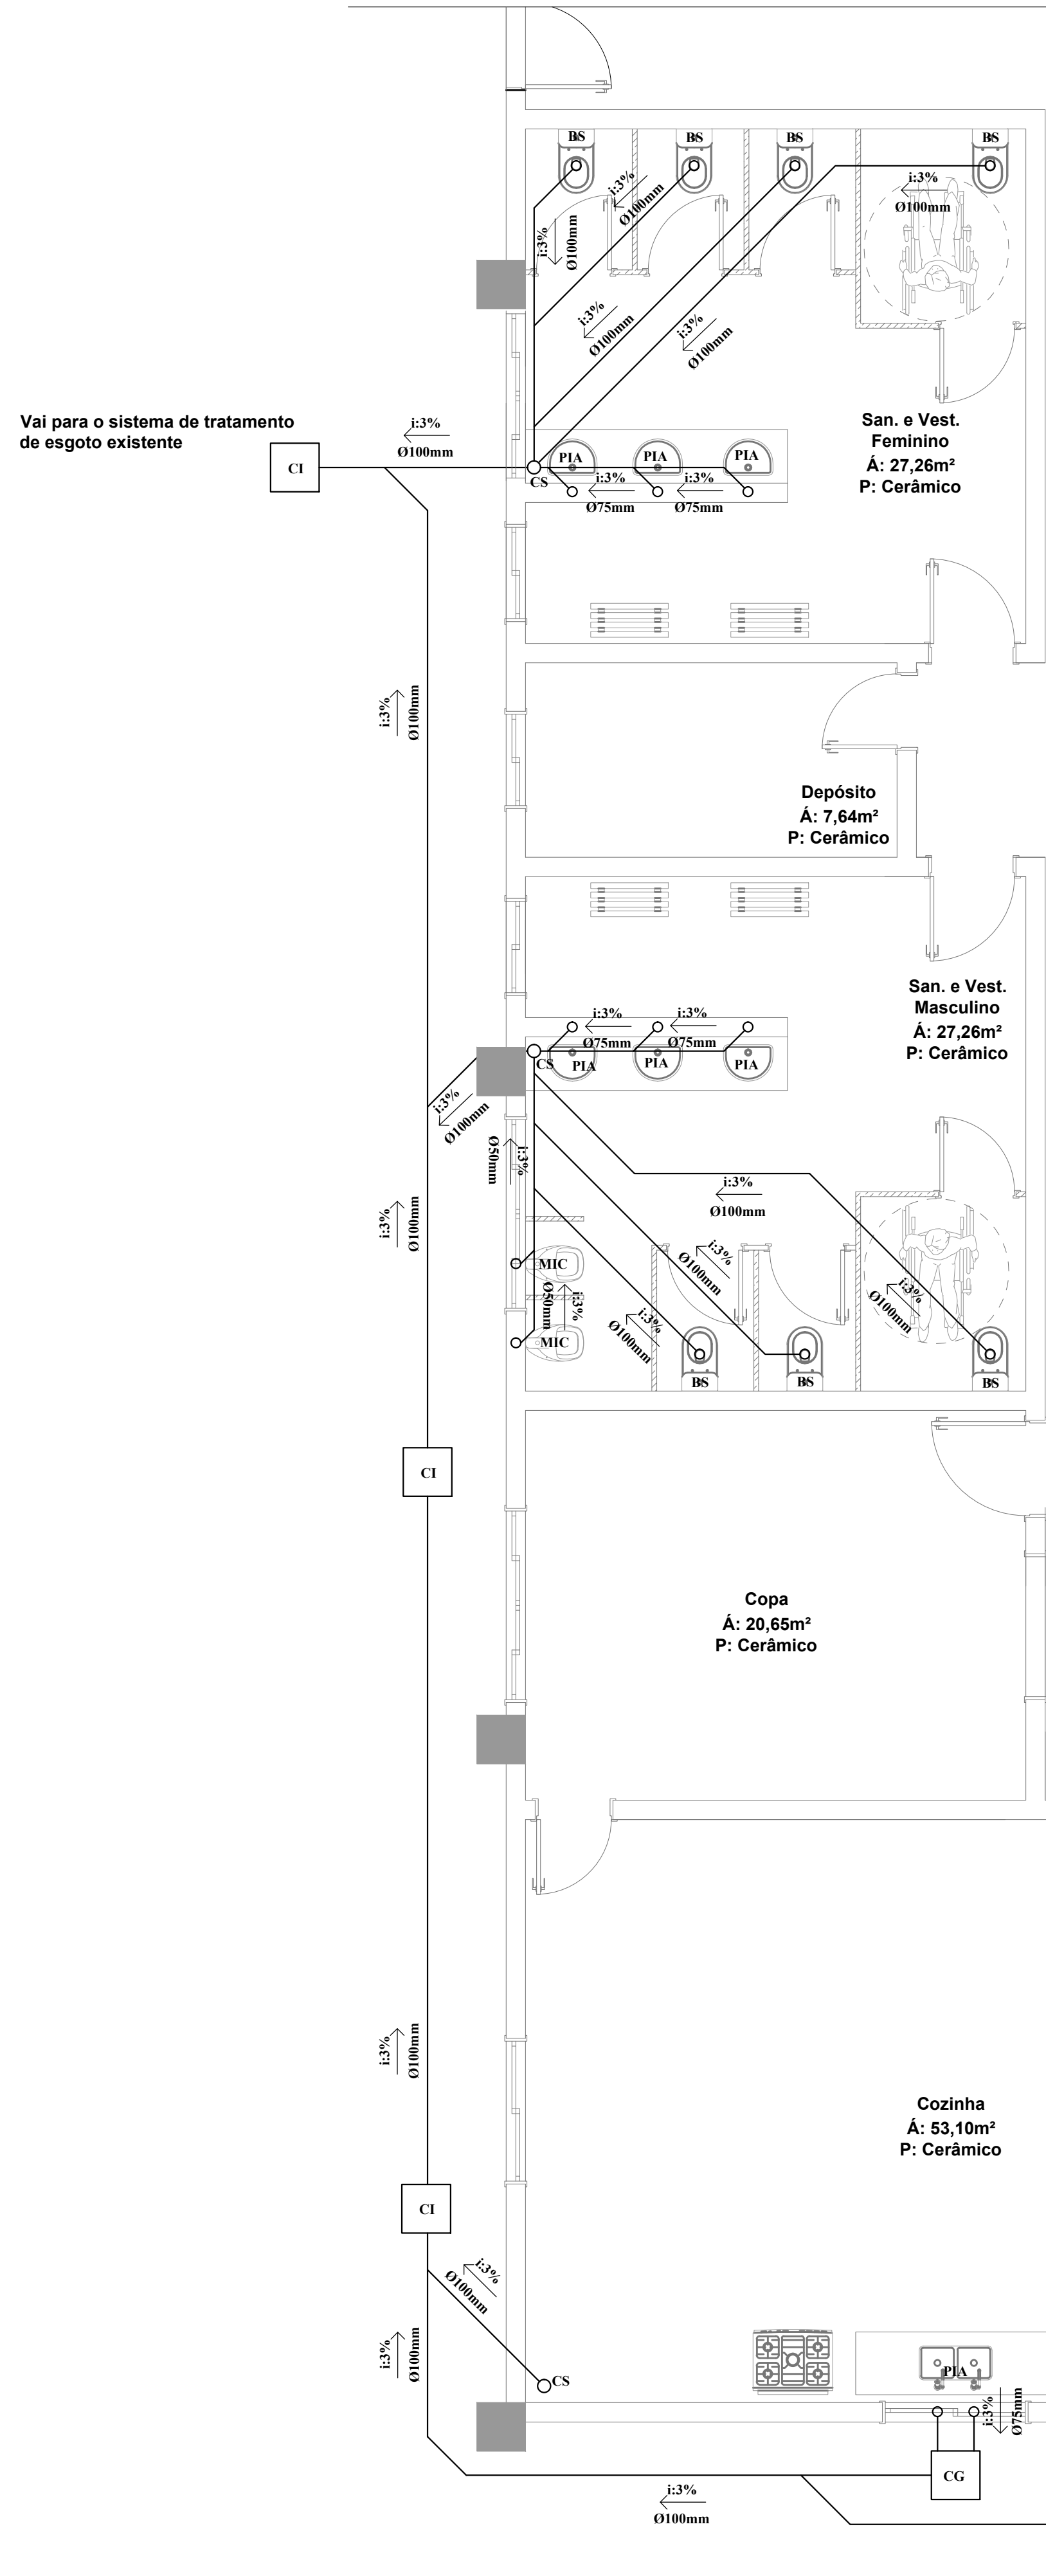 BS
BS
BS
BS
i:3%
Ø100mm
i:3%
Ø100mm
i:3%
Ø100mm
i:3%
Ø100mm
i:3%
Ø100mm
Vai para o sistema de tratamento
de esgoto existente
CI
i:3%
Ø100mm
San. e Vest.
Feminino
Á: 27,26m²
P: Cerâmico
PIA
PIA
PIA
CS
i:3%
Ø75mm
i:3%
Ø75mm
i:3%
Ø100mm
Depósito
Á: 7,64m²
P: Cerâmico
San. e Vest.
Masculino
Á: 27,26m²
P: Cerâmico
i:3%
Ø75mm
i:3%
Ø75mm
CS
PIA
PIA
PIA
i:3%
Ø100mm
i:3%
Ø50mm
i:3%
Ø100mm
i:3%
Ø100mm
i:3%
Ø100mm
MIC
i:3%
Ø50mm
MIC
i:3%
Ø100mm
i:3%
Ø100mm
BS
BS
BS
CI
Copa
Á: 20,65m²
P: Cerâmico
i:3%
Ø100mm
Cozinha
Á: 53,10m²
P: Cerâmico
CI
i:3%
Ø100mm
i:3%
Ø100mm
CS
PIA
i:3%
Ø75mm
CG
i:3%
Ø100mm